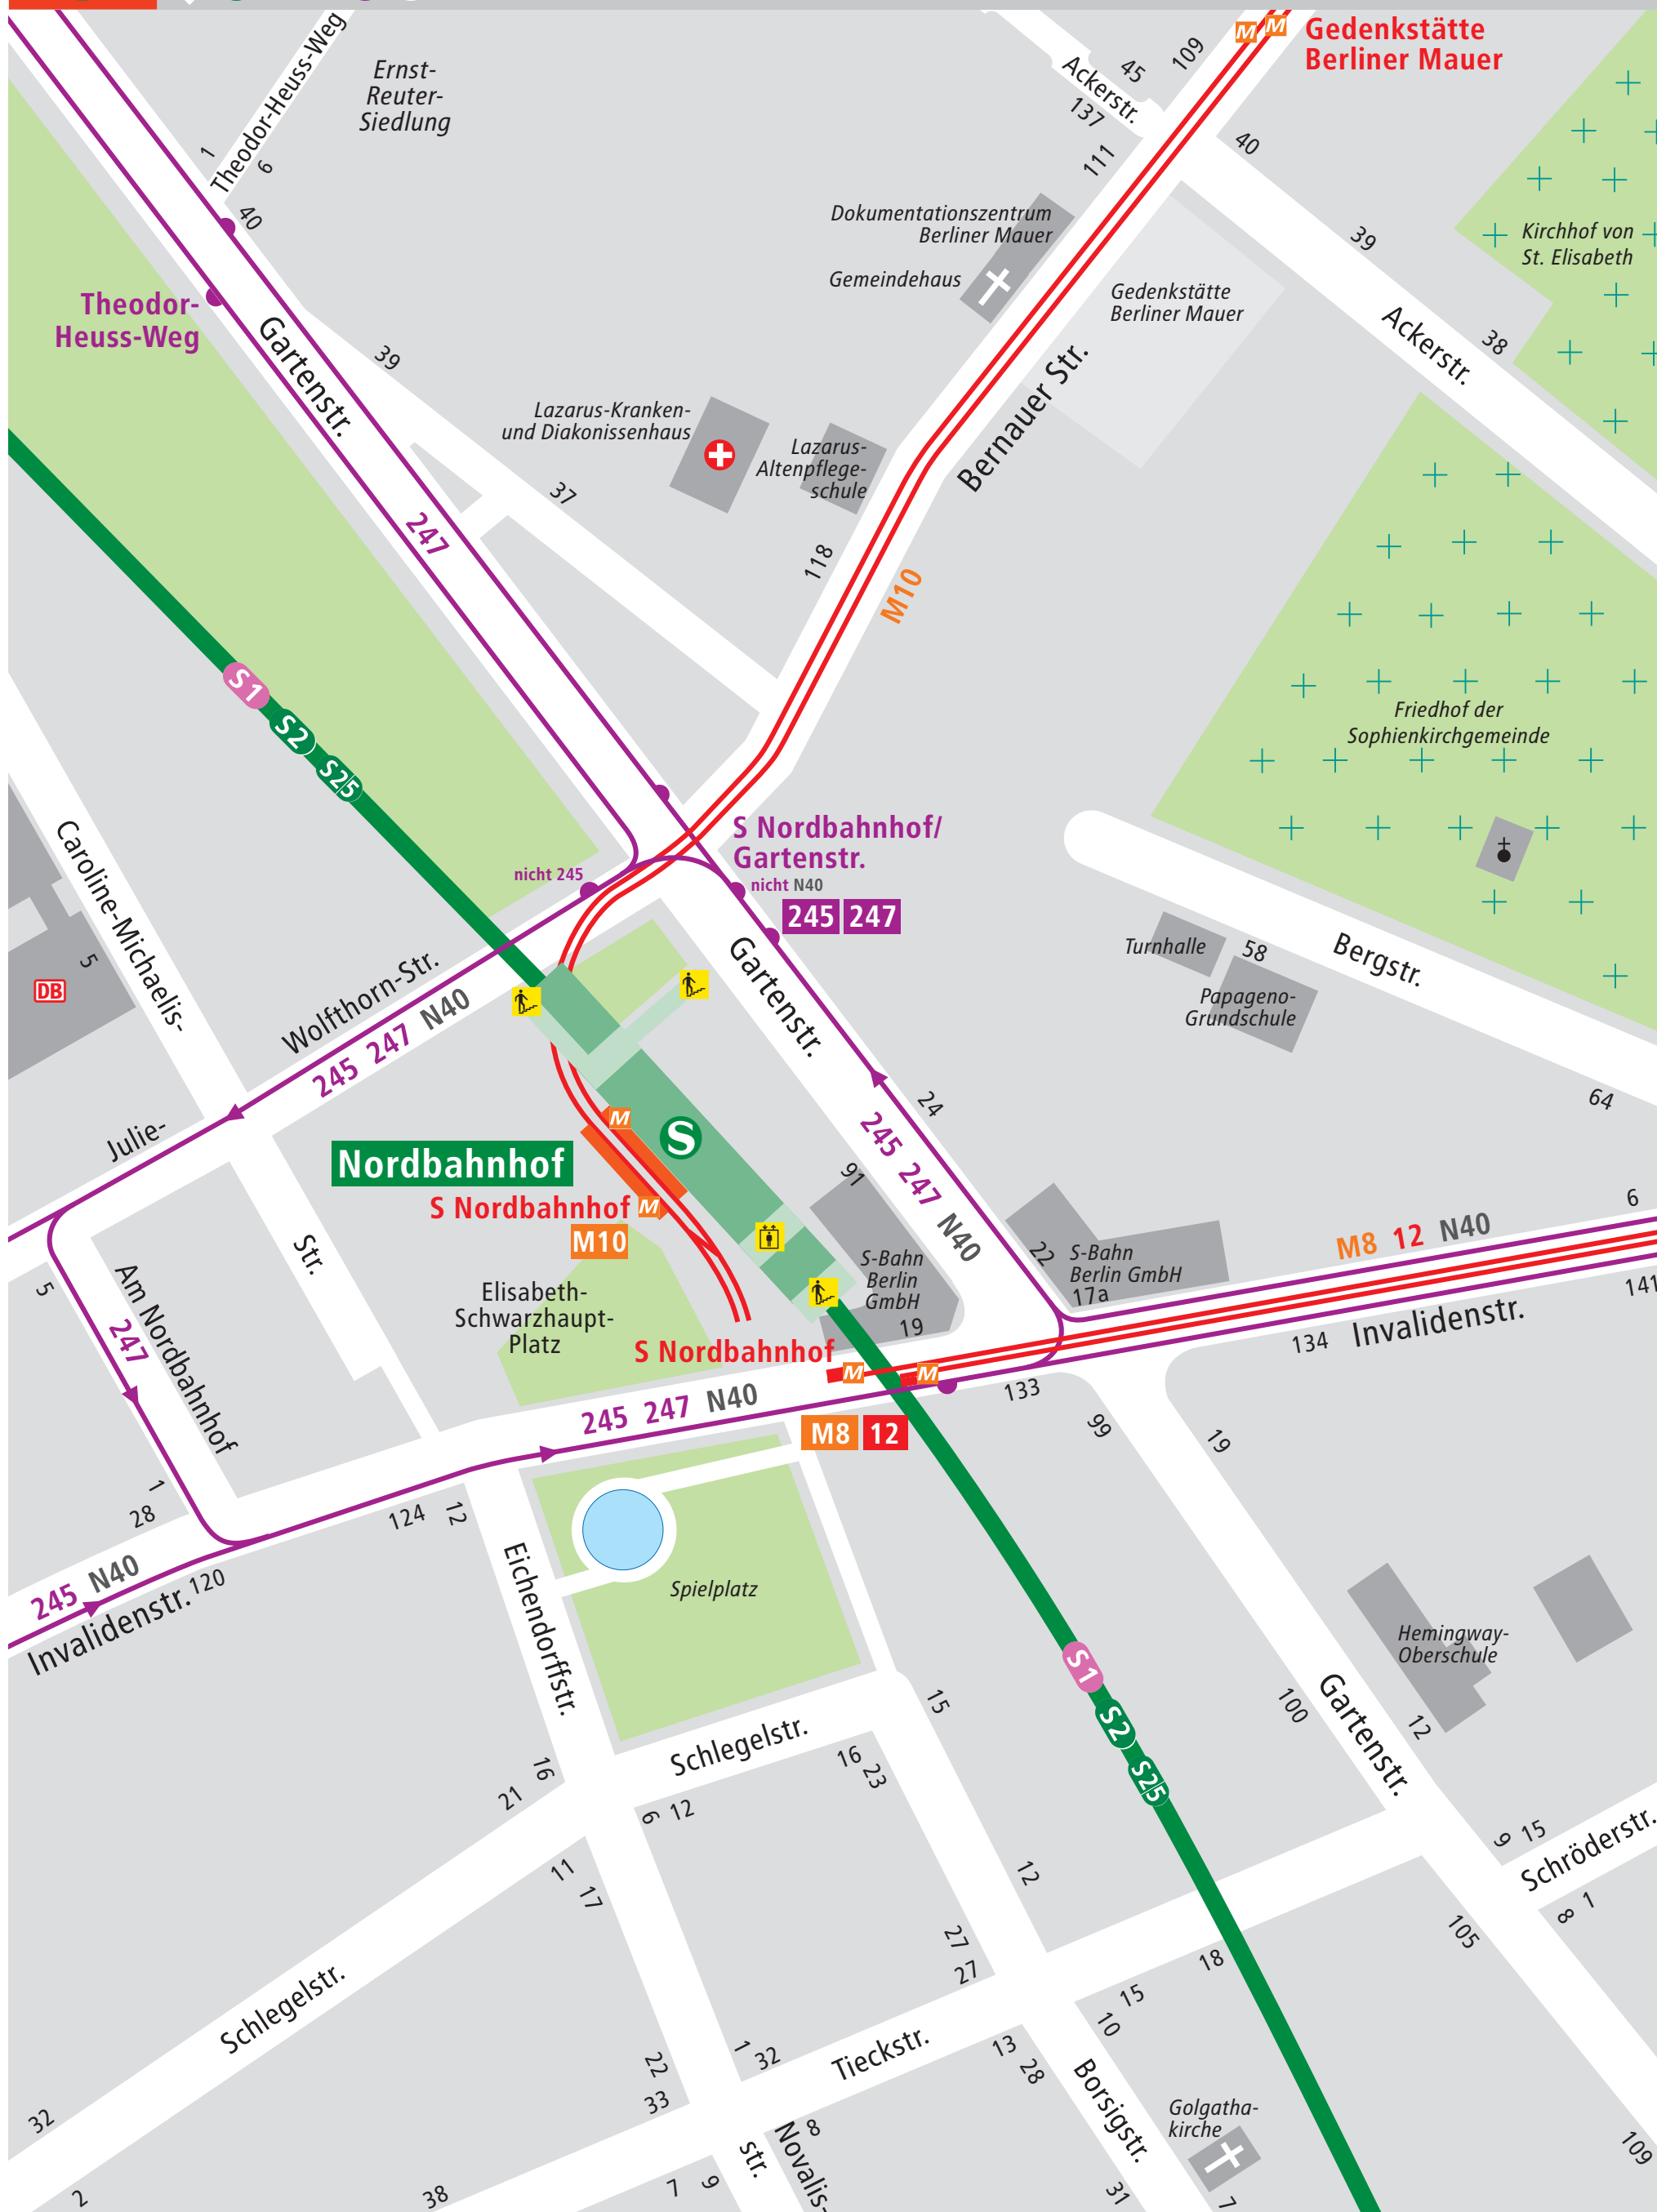 Gedenkstätte
Berliner Mauer
M
M
Theodor-Heuss-Weg
Ernst-
Reuter-
Siedlung
1
6
40
Ackerstr.
45
109
137
111
40
39
38
Ackerstr.
Dokumentationszentrum
Berliner Mauer
Gemeindehaus
Gedenkstätte
Berliner Mauer
Kirchhof von
St. Elisabeth
Theodor-
Heuss-Weg
Gartenstr.
39
37
247
Lazarus-Kranken-
und Diakonissenhaus
Lazarus-
Altenpflege-
schule
Bernauer Str.
118
M10
S1
S2
S25
Friedhof der
Sophienkirchgemeinde
S Nordbahnhof/
Gartenstr.
nicht N40
245 247
nicht 245
Caroline-Michaelis-
Str.
5
DB
Julie-
Wolfthorn-Str.
245 247 N40
Gartenstr.
Turnhalle
58
Papageno-
Grundschule
Bergstr.
64
24
245 247 N40
M
S
Nordbahnhof
S Nordbahnhof
M
M10
91
S-Bahn
Berlin
GmbH
19
22
S-Bahn
Berlin GmbH
17a
6
M8 12 N40
141
134
Invalidenstr.
Elisabeth-
Schwarzhaupt-
Platz
5
Am Nordbahnhof
247
1
28
S Nordbahnhof
M
M
M8 12
133
245 247 N40
99
19
124
12
245 N40
Invalidenstr.
120
Eichendorffstr.
Spielplatz
Hemingway-
Oberschule
S1
S2
S25
100
Gartenstr.
12
15
Schlegelstr.
16
23
16
21
6
12
11
17
12
9
15
Schröderstr.
8
1
105
27
27
18
15
10
Schlegelstr.
32
2
22
33
1
32
Tieckstr.
13
28
Borsigstr.
Golgatha-
kirche
31
7
109
38
7
9
str.
8
Novalis-